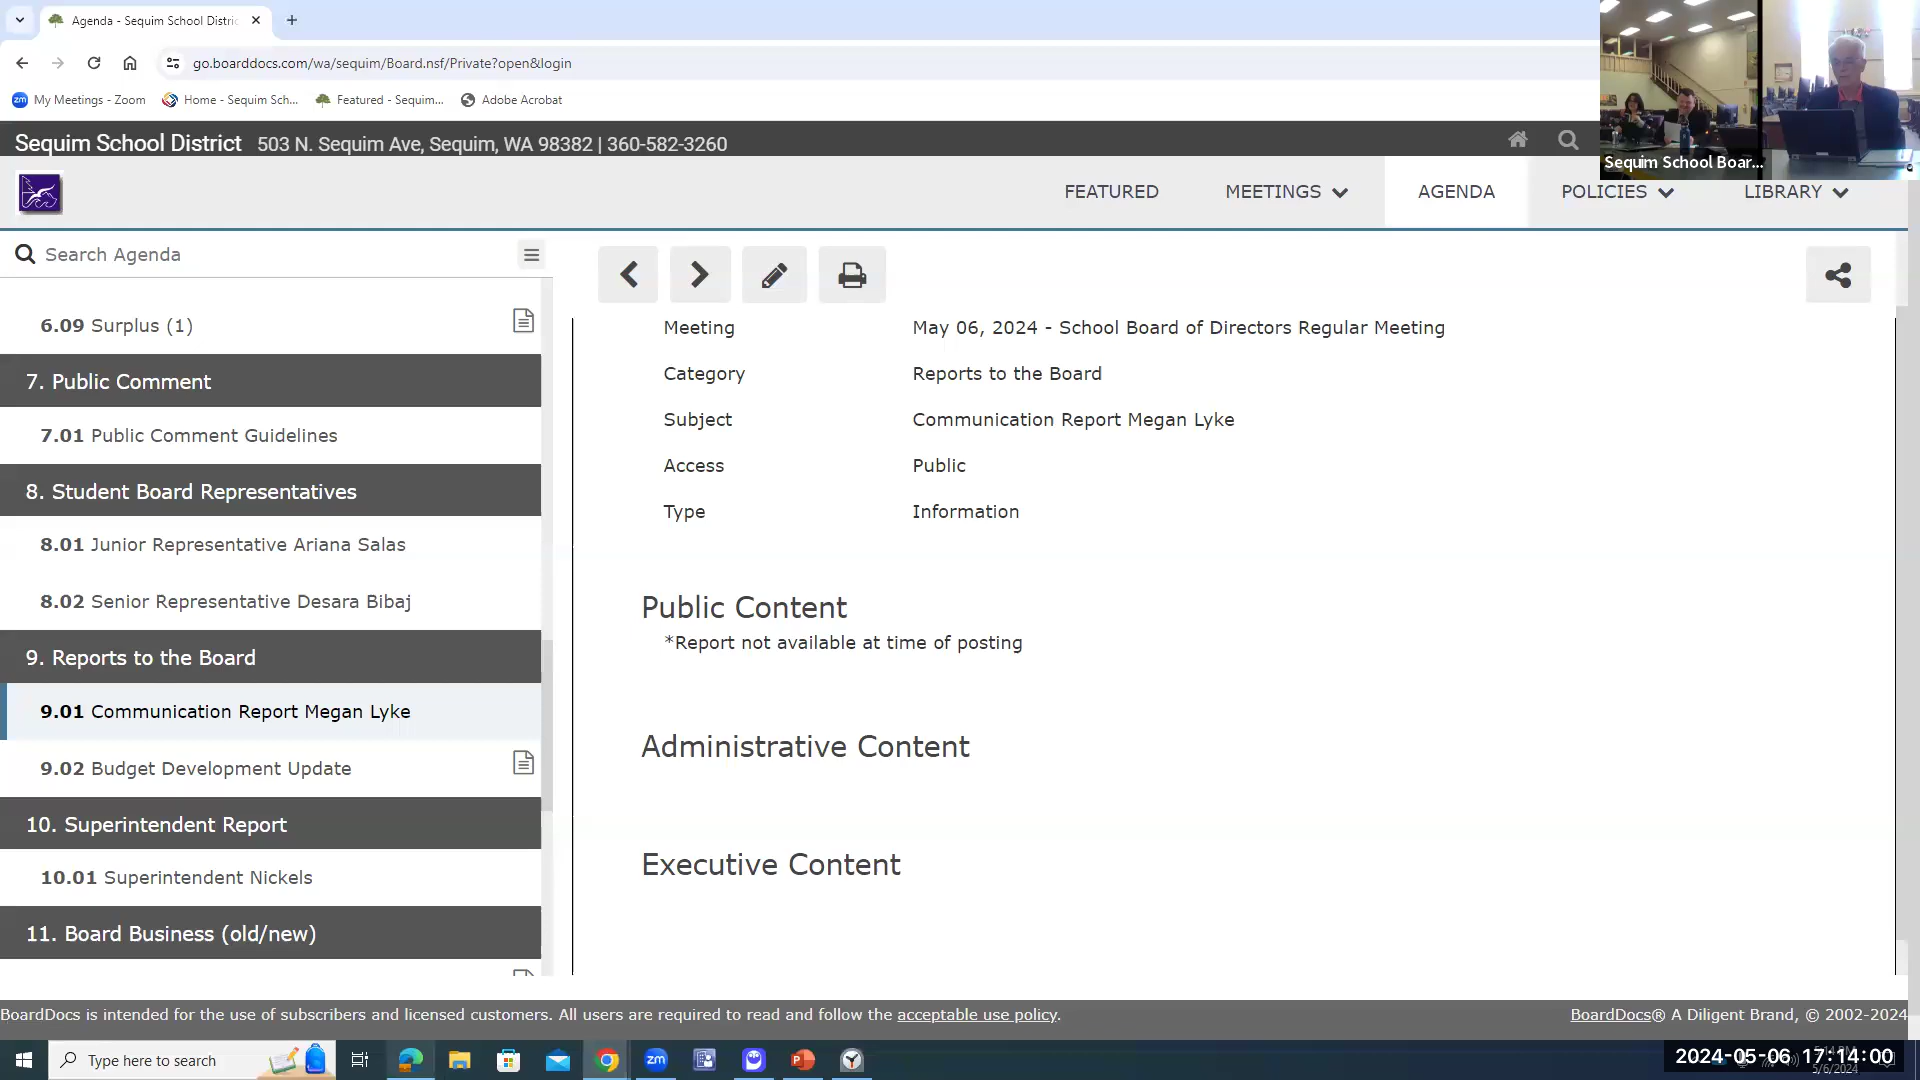 Agenda - Sequim School Distric
go.boarddocs.com/wa/sequim/Board.nsf/Private?open&login
My Meetings - Zoom
Home - Sequim Sch...
Featured - Sequim...
Adobe Acrobat
Sequim School District 503 N. Sequim Ave, Sequim, WA 98382 | 360-582-3260
Sequim School Boar...
FEATURED
MEETINGS
AGENDA
POLICIES
LIBRARY
Search Agenda
6.09 Surplus (1)
7. Public Comment
7.01 Public Comment Guidelines
8. Student Board Representatives
8.01 Junior Representative Ariana Salas
8.02 Senior Representative Desara Bibaj
9. Reports to the Board
9.01 Communication Report Megan Lyke
9.02 Budget Development Update
10. Superintendent Report
10.01 Superintendent Nickels
11. Board Business (old/new)
Meeting May 06, 2024 - School Board of Directors Regular Meeting
Category Reports to the Board
Subject Communication Report Megan Lyke
Access Public
Type Information
Public Content
*Report not available at time of posting
Administrative Content
Executive Content
BoardDocs is intended for the use of subscribers and licensed customers. All users are required to read and follow the acceptable use policy.
BoardDocs® A Diligent Brand, © 2002-2024
Type here to search
zm
2024-05-06 17:14:00
5/6/2024